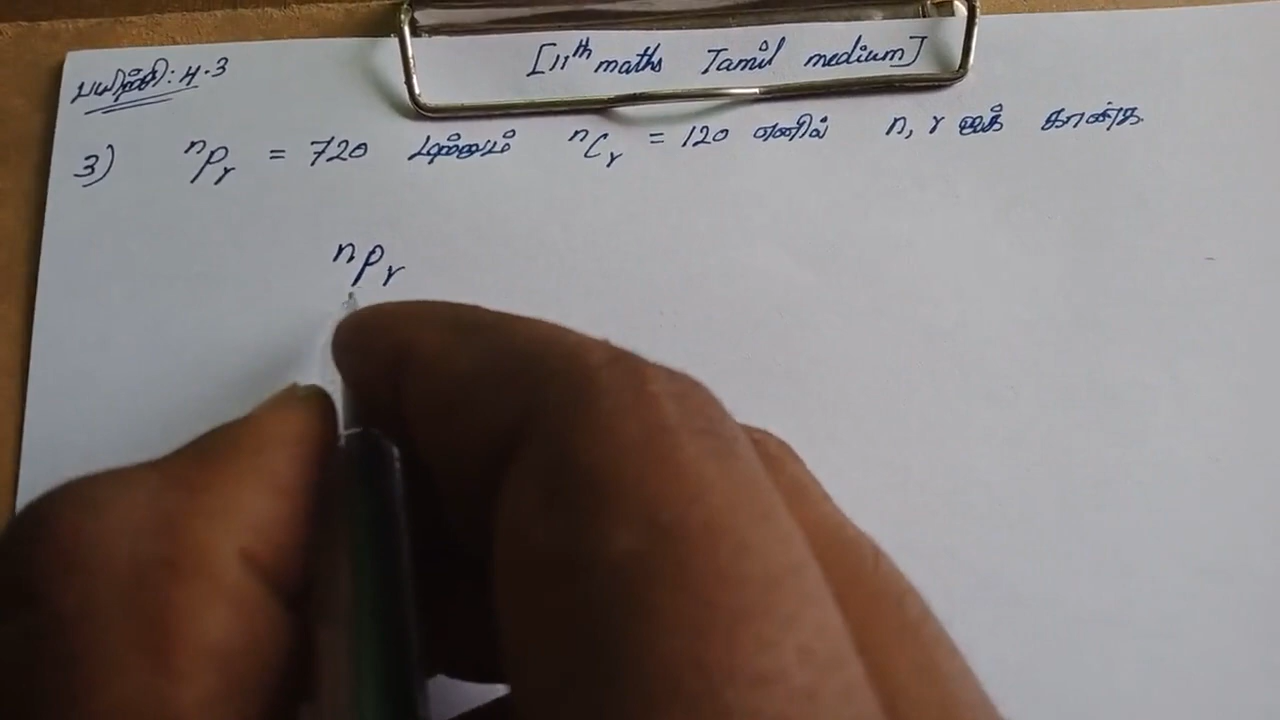 [11th maths Tamil medium]
பயிற்சி: 4.3
3) nPr = 720 மற்றும் nCr = 120 எனில் n, r ஐக் காண்க.
nPr